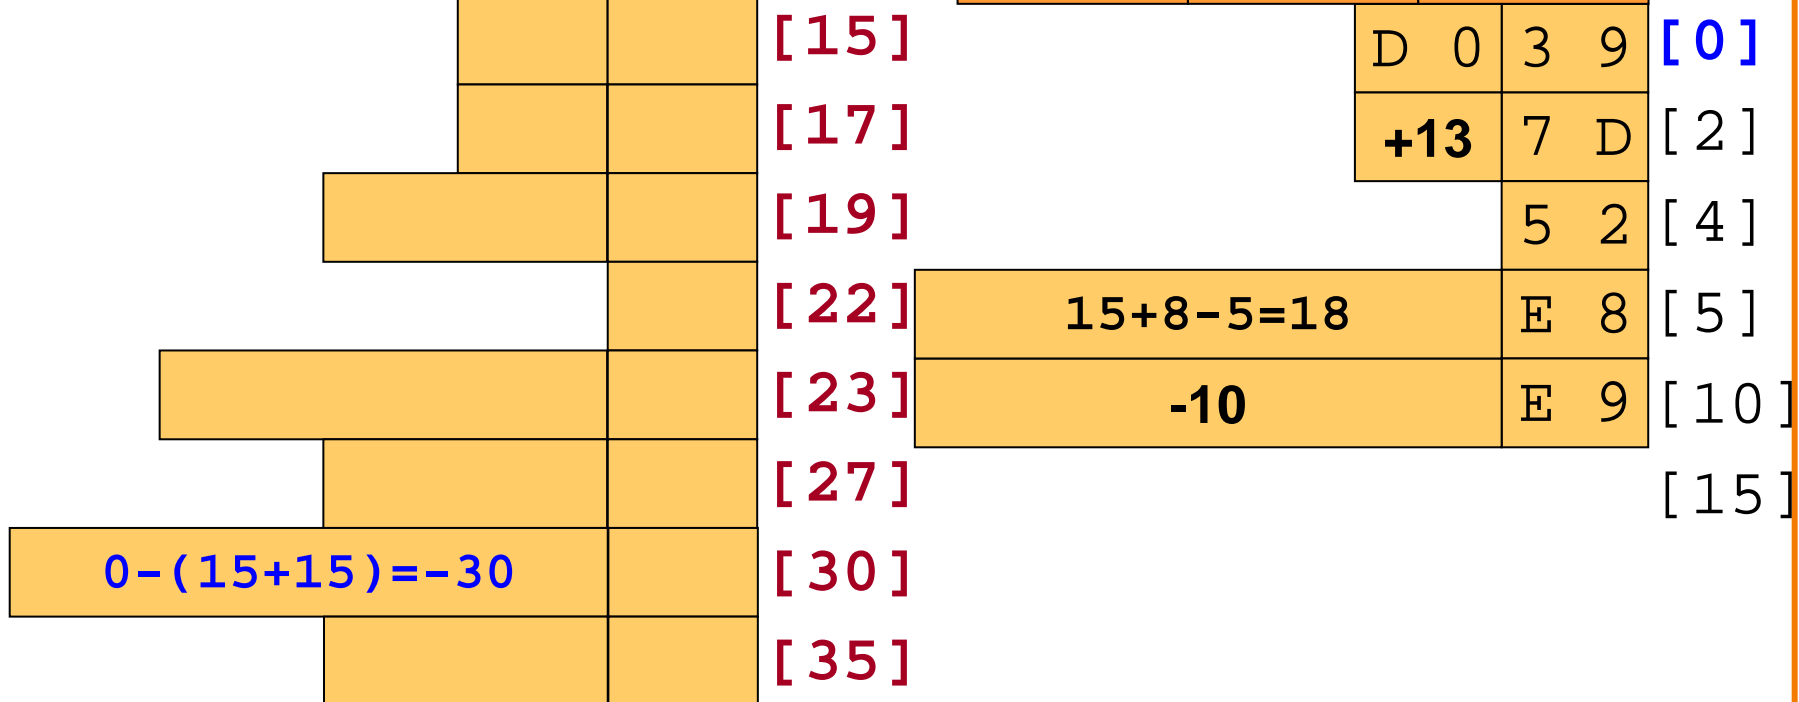 [15]
[17]
[19]
[22]
[23]
[27]
0-(15+15)=-30 [30]
[35]
D 0 3 9 [0]
+13 7 D [2]
5 2 [4]
15+8-5=18 E 8 [5]
-10 E 9 [10]
[15]